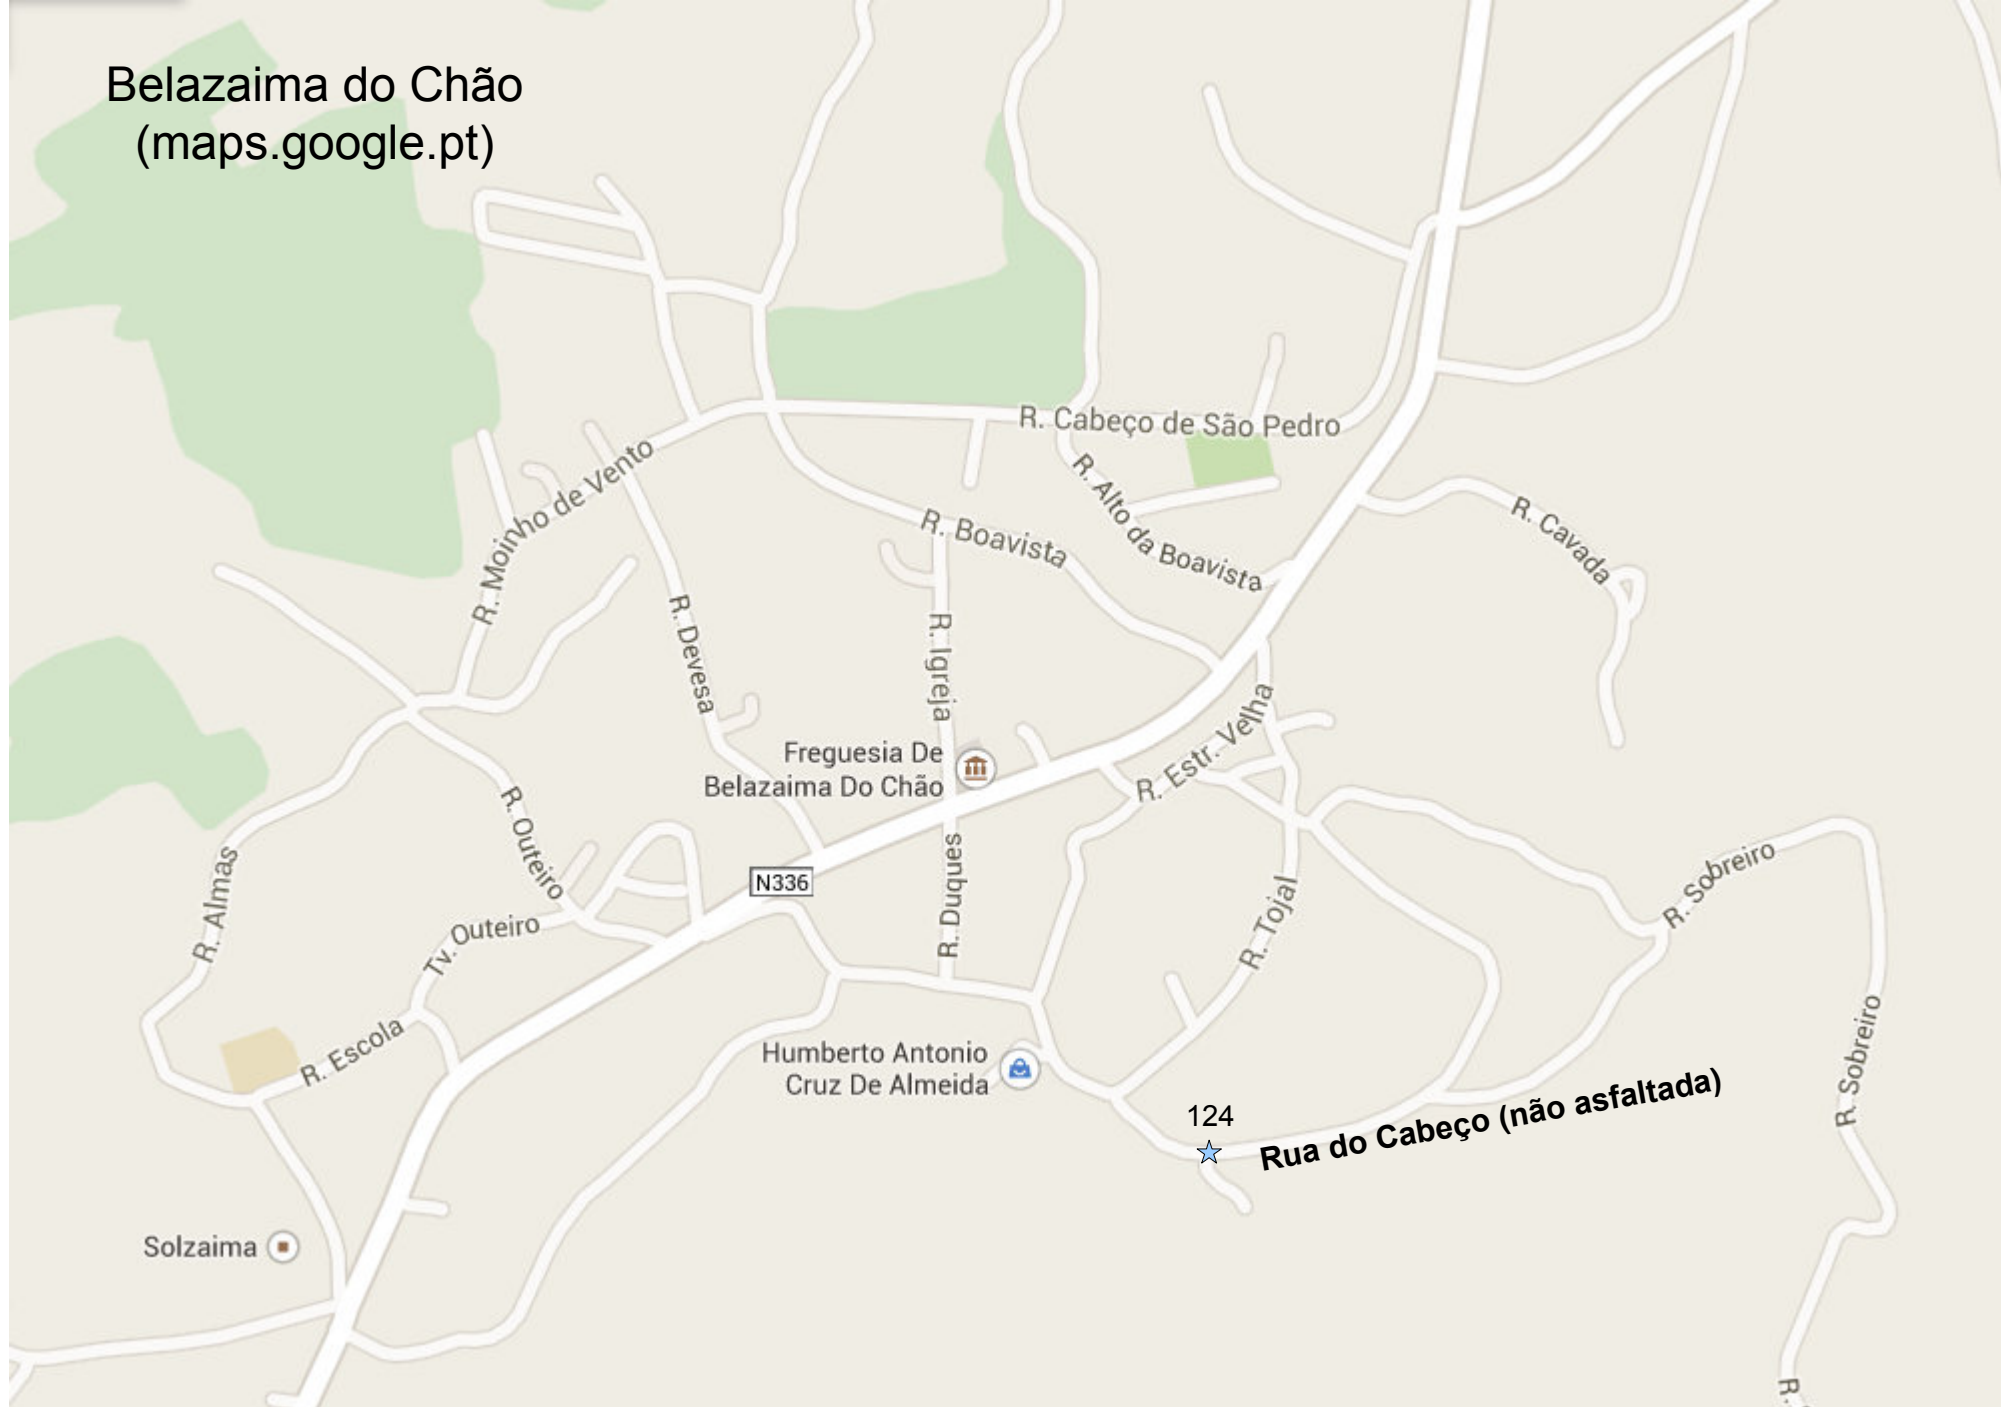 Belazaima do Chão
(maps.google.pt)
R. Cabeço de São Pedro
R. Moinho de Vento
R. Alto da Boavista
R. Boavista
R. Cavada
R. Devesa
R. Igreja
R. Estr. Velha
Freguesia De
Belazaima Do Chão
R. Outeiro
R. Almas
N336
R. Duqnas
R. Tojal
R. Sobreiro
Tv. Outeiro
R. Escola
R. Sobreiro
Humberto Antonio
Cruz De Almeida
124
Rua do Cabeço (não asfaltada)
Solzaima
R.